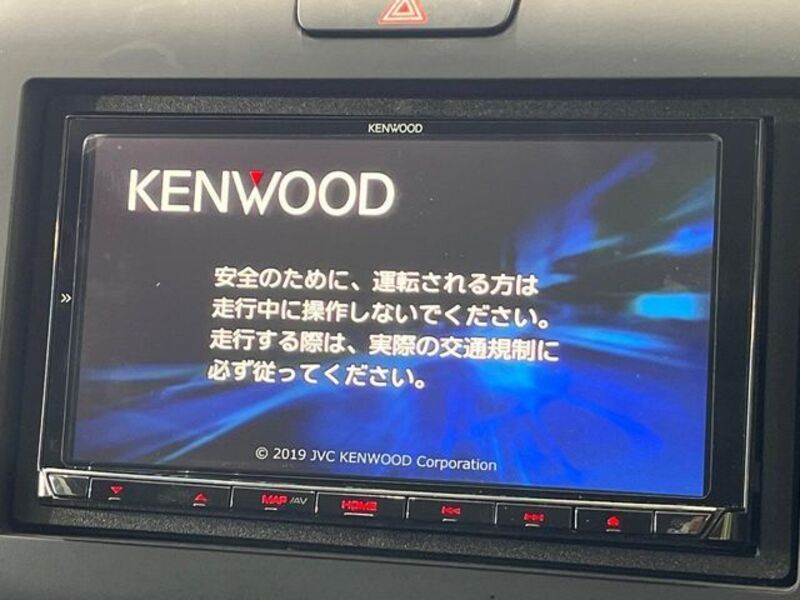 KENWOOD
KENWOOD
安全のために、運転される方は
走行中に操作しないでください。
走行する際は、実際の交通規制に
必ず従ってください。
© 2019 JVC KENWOOD Corporation
MAP/AV HOME